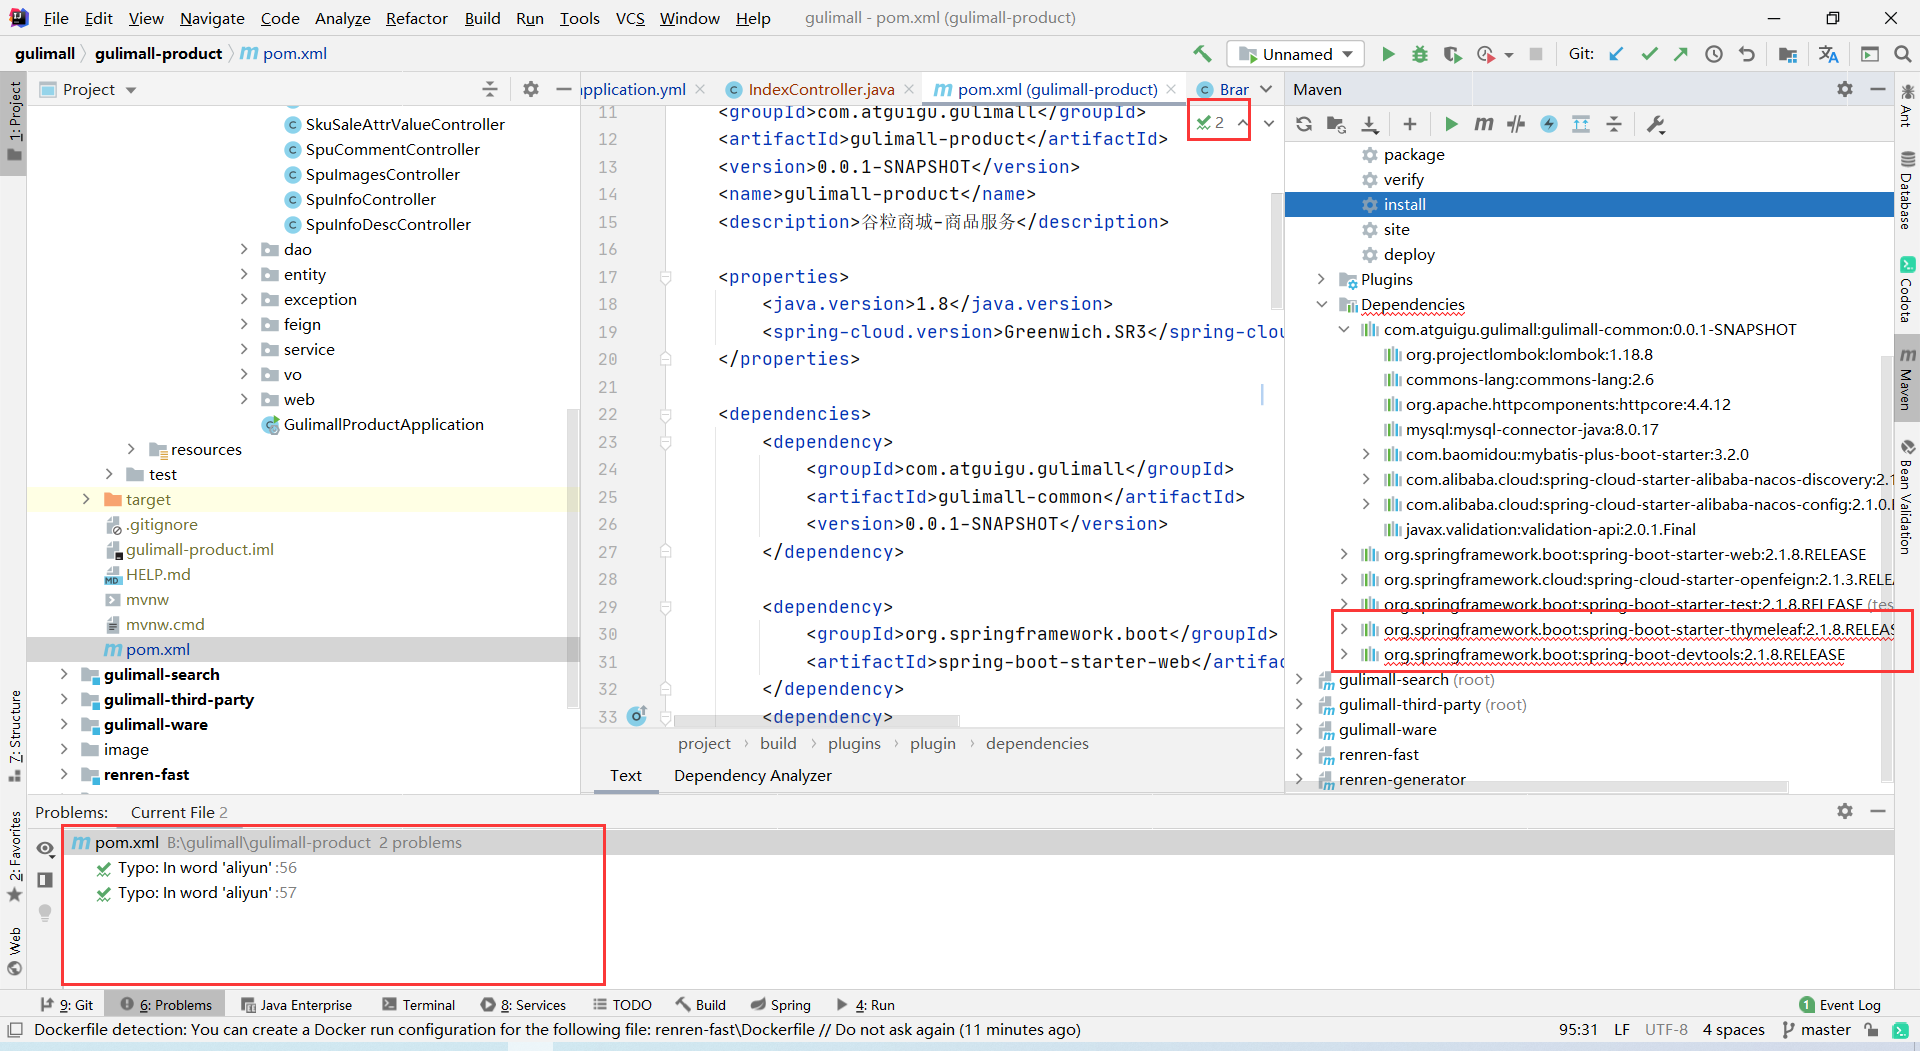 File Edit View Navigate Code Analyze Refactor Build Run Tools VCS Window Help gulimall - pom.xml (gulimall-product)
gulimall gulimall-product pom.xml
Unnamed Git:
1: Project
Project
SkuSaleAttrValueController
SpuCommentController
SpuImagesController
SpuInfoController
SpuInfoDescController
dao
entity
exception
feign
service
vo
web
GulimallProductApplication
resources
test
target
.gitignore
gulimall-product.iml
HELP.md
mvnw
mvnw.cmd
pom.xml
gulimall-search
gulimall-third-party
gulimall-ware
image
renren-fast
7: Structure
2: Favorites
Web
application.yml IndexController.java pom.xml (gulimall-product) Brar
2
11 <groupId>com.atguigu.gulimall</groupId>
12 <artifactId>gulimall-product</artifactId>
13 <version>0.0.1-SNAPSHOT</version>
14 <name>gulimall-product</name>
15 <description>谷粒商城-商品服务</description>
16
17 <properties>
18 <java.version>1.8</java.version>
19 <spring-cloud.version>Greenwich.SR3</spring-clou
20 </properties>
21
22 <dependencies>
23 <dependency>
24 <groupId>com.atguigu.gulimall</groupId>
25 <artifactId>gulimall-common</artifactId>
26 <version>0.0.1-SNAPSHOT</version>
27 </dependency>
28
29 <dependency>
30 <groupId>org.springframework.boot</groupId>
31 <artifactId>spring-boot-starter-web</artifac
32 </dependency>
33 <dependency>
project build plugins plugin dependencies
Text Dependency Analyzer
Maven
package
verify
install
site
deploy
Plugins
Dependencies
com.atguigu.gulimall:gulimall-common:0.0.1-SNAPSHOT
org.projectlombok:lombok:1.18.8
commons-lang:commons-lang:2.6
org.apache.httpcomponents:httpcore:4.4.12
mysql:mysql-connector-java:8.0.17
com.baomidou:mybatis-plus-boot-starter:3.2.0
com.alibaba.cloud:spring-cloud-starter-alibaba-nacos-discovery:2.1
com.alibaba.cloud:spring-cloud-starter-alibaba-nacos-config:2.1.0.
javax.validation:validation-api:2.0.1.Final
org.springframework.boot:spring-boot-starter-web:2.1.8.RELEASE
org.springframework.cloud:spring-cloud-starter-openfeign:2.1.3.RELEA
org.springframework.boot:spring-boot-starter-test:2.1.8.RELEASE (tes
org.springframework.boot:spring-boot-starter-thymeleaf:2.1.8.RELEAS
org.springframework.boot:spring-boot-devtools:2.1.8.RELEASE
gulimall-search (root)
gulimall-third-party (root)
gulimall-ware
renren-fast
renren-generator
Ant
Database
Codota
Maven
Bean Validation
Problems: Current File 2
pom.xml B:\gulimall\gulimall-product 2 problems
Typo: In word 'aliyun' :56
Typo: In word 'aliyun' :57
9: Git 6: Problems Java Enterprise Terminal 8: Services TODO Build Spring 4: Run 1 Event Log
Dockerfile detection: You can create a Docker run configuration for the following file: renren-fast\Dockerfile // Do not ask again (11 minutes ago) 95:31 LF UTF-8 4 spaces master